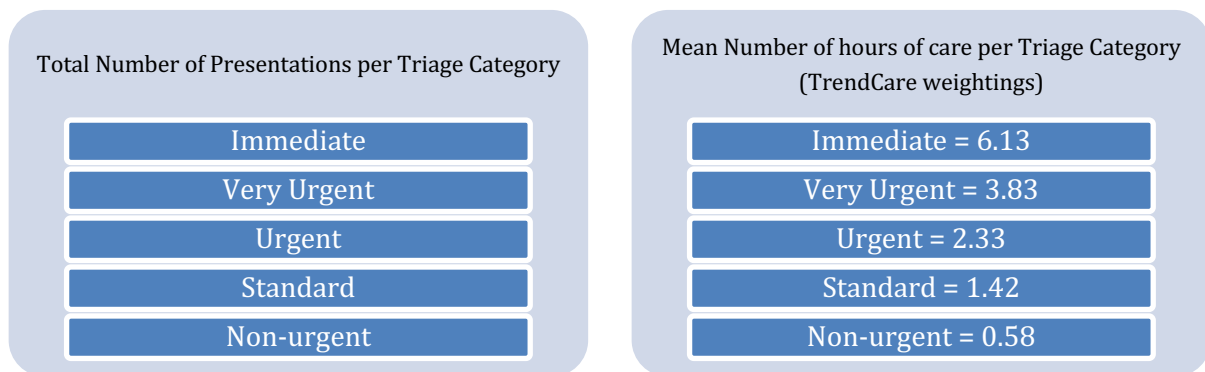 Total Number of Presentations per Triage Category
Immediate
Very Urgent
Urgent
Standard
Non-urgent
Mean Number of hours of care per Triage Category
(TrendCare weightings)
Immediate = 6.13
Very Urgent = 3.83
Urgent = 2.33
Standard = 1.42
Non-urgent = 0.58